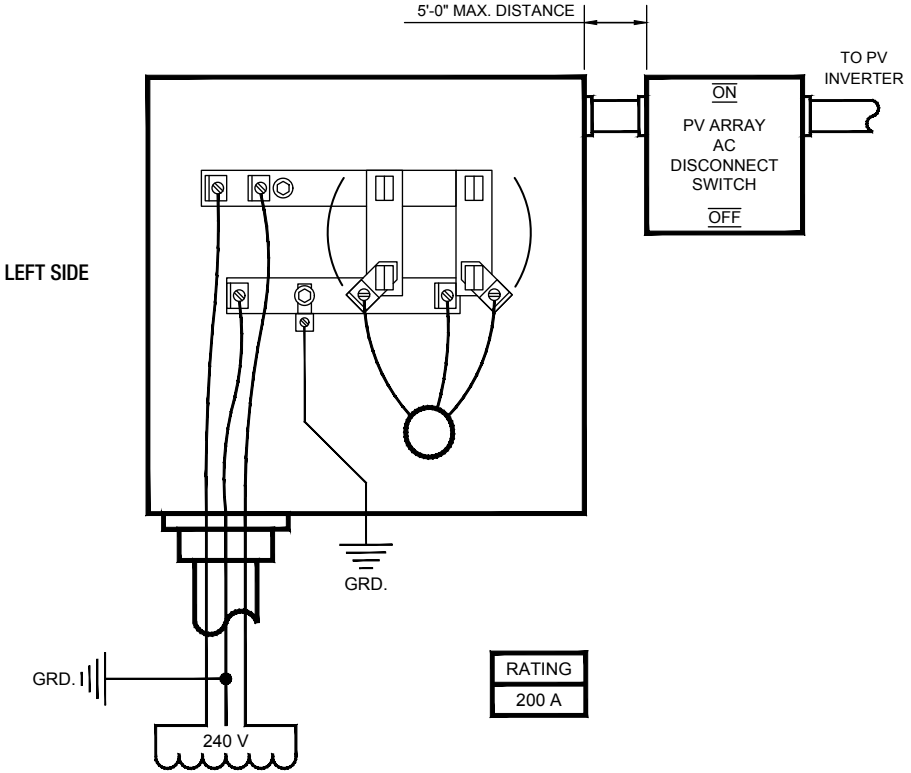 5'-0" MAX. DISTANCE
TO PV
INVERTER
ON
PV ARRAY
AC
DISCONNECT
SWITCH
OFF
LEFT SIDE
GRD.
GRD.
RATING
200 A
240 V